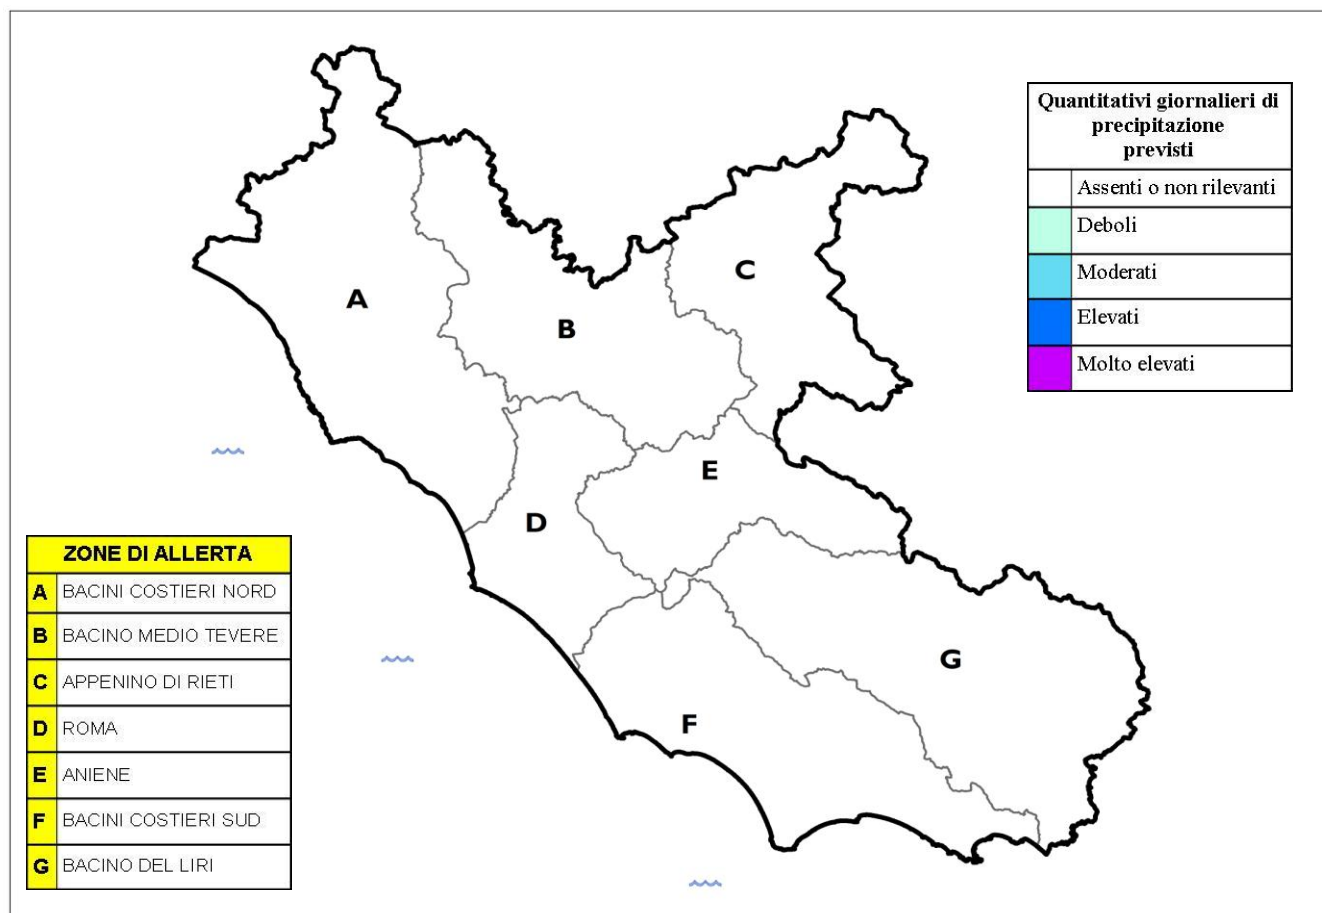 Quantitativi giornalieri di
precipitazione
previsti
Assenti o non rilevanti
Deboli
Moderati
Elevati
Molto elevati
A
B
C
D
E
F
G
ZONE DI ALLERTA
A BACINI COSTIERI NORD
B BACINO MEDIO TEVERE
C APPENINO DI RIETI
D ROMA
E ANIENE
F BACINI COSTIERI SUD
G BACINO DEL LIRI